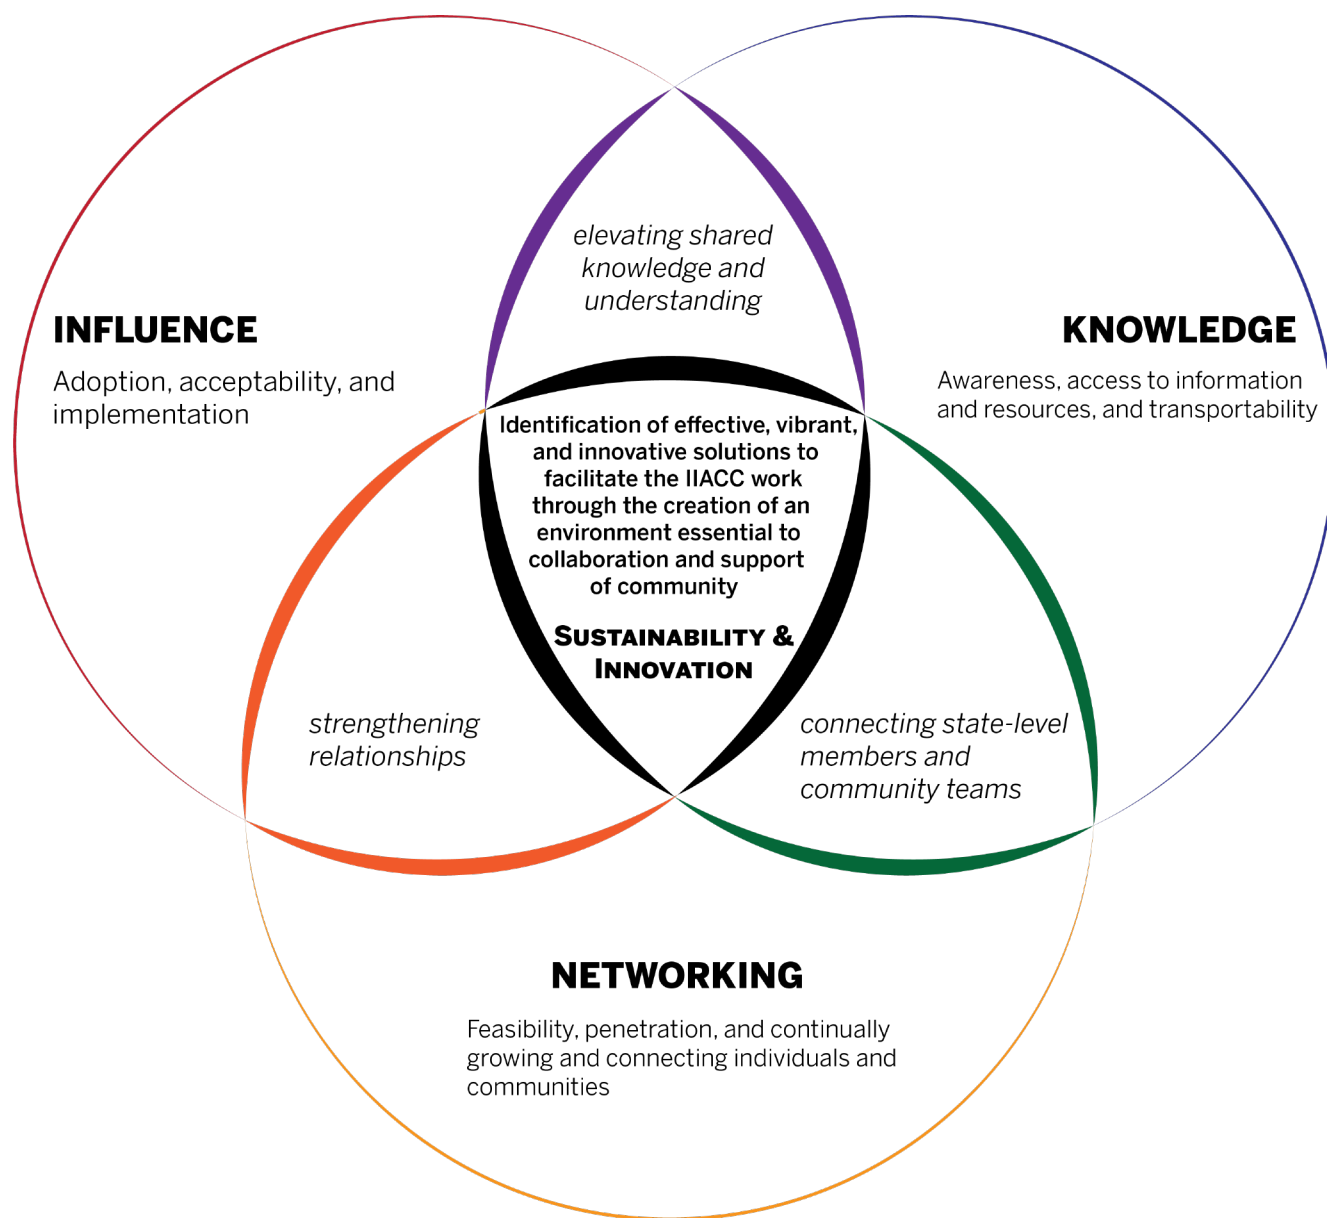 elevating shared
knowledge and
understanding
INFLUENCE
Adoption, acceptability, and
implementation
KNOWLEDGE
Awareness, access to information
and resources, and transportability
Identification of effective, vibrant,
and innovative solutions to
facilitate the IIACC work
through the creation of an
environment essential to
collaboration and support
of community
SUSTAINABILITY &
INNOVATION
strengthening
relationships
connecting state-level
members and
community teams
NETWORKING
Feasibility, penetration, and continually
growing and connecting individuals and
communities